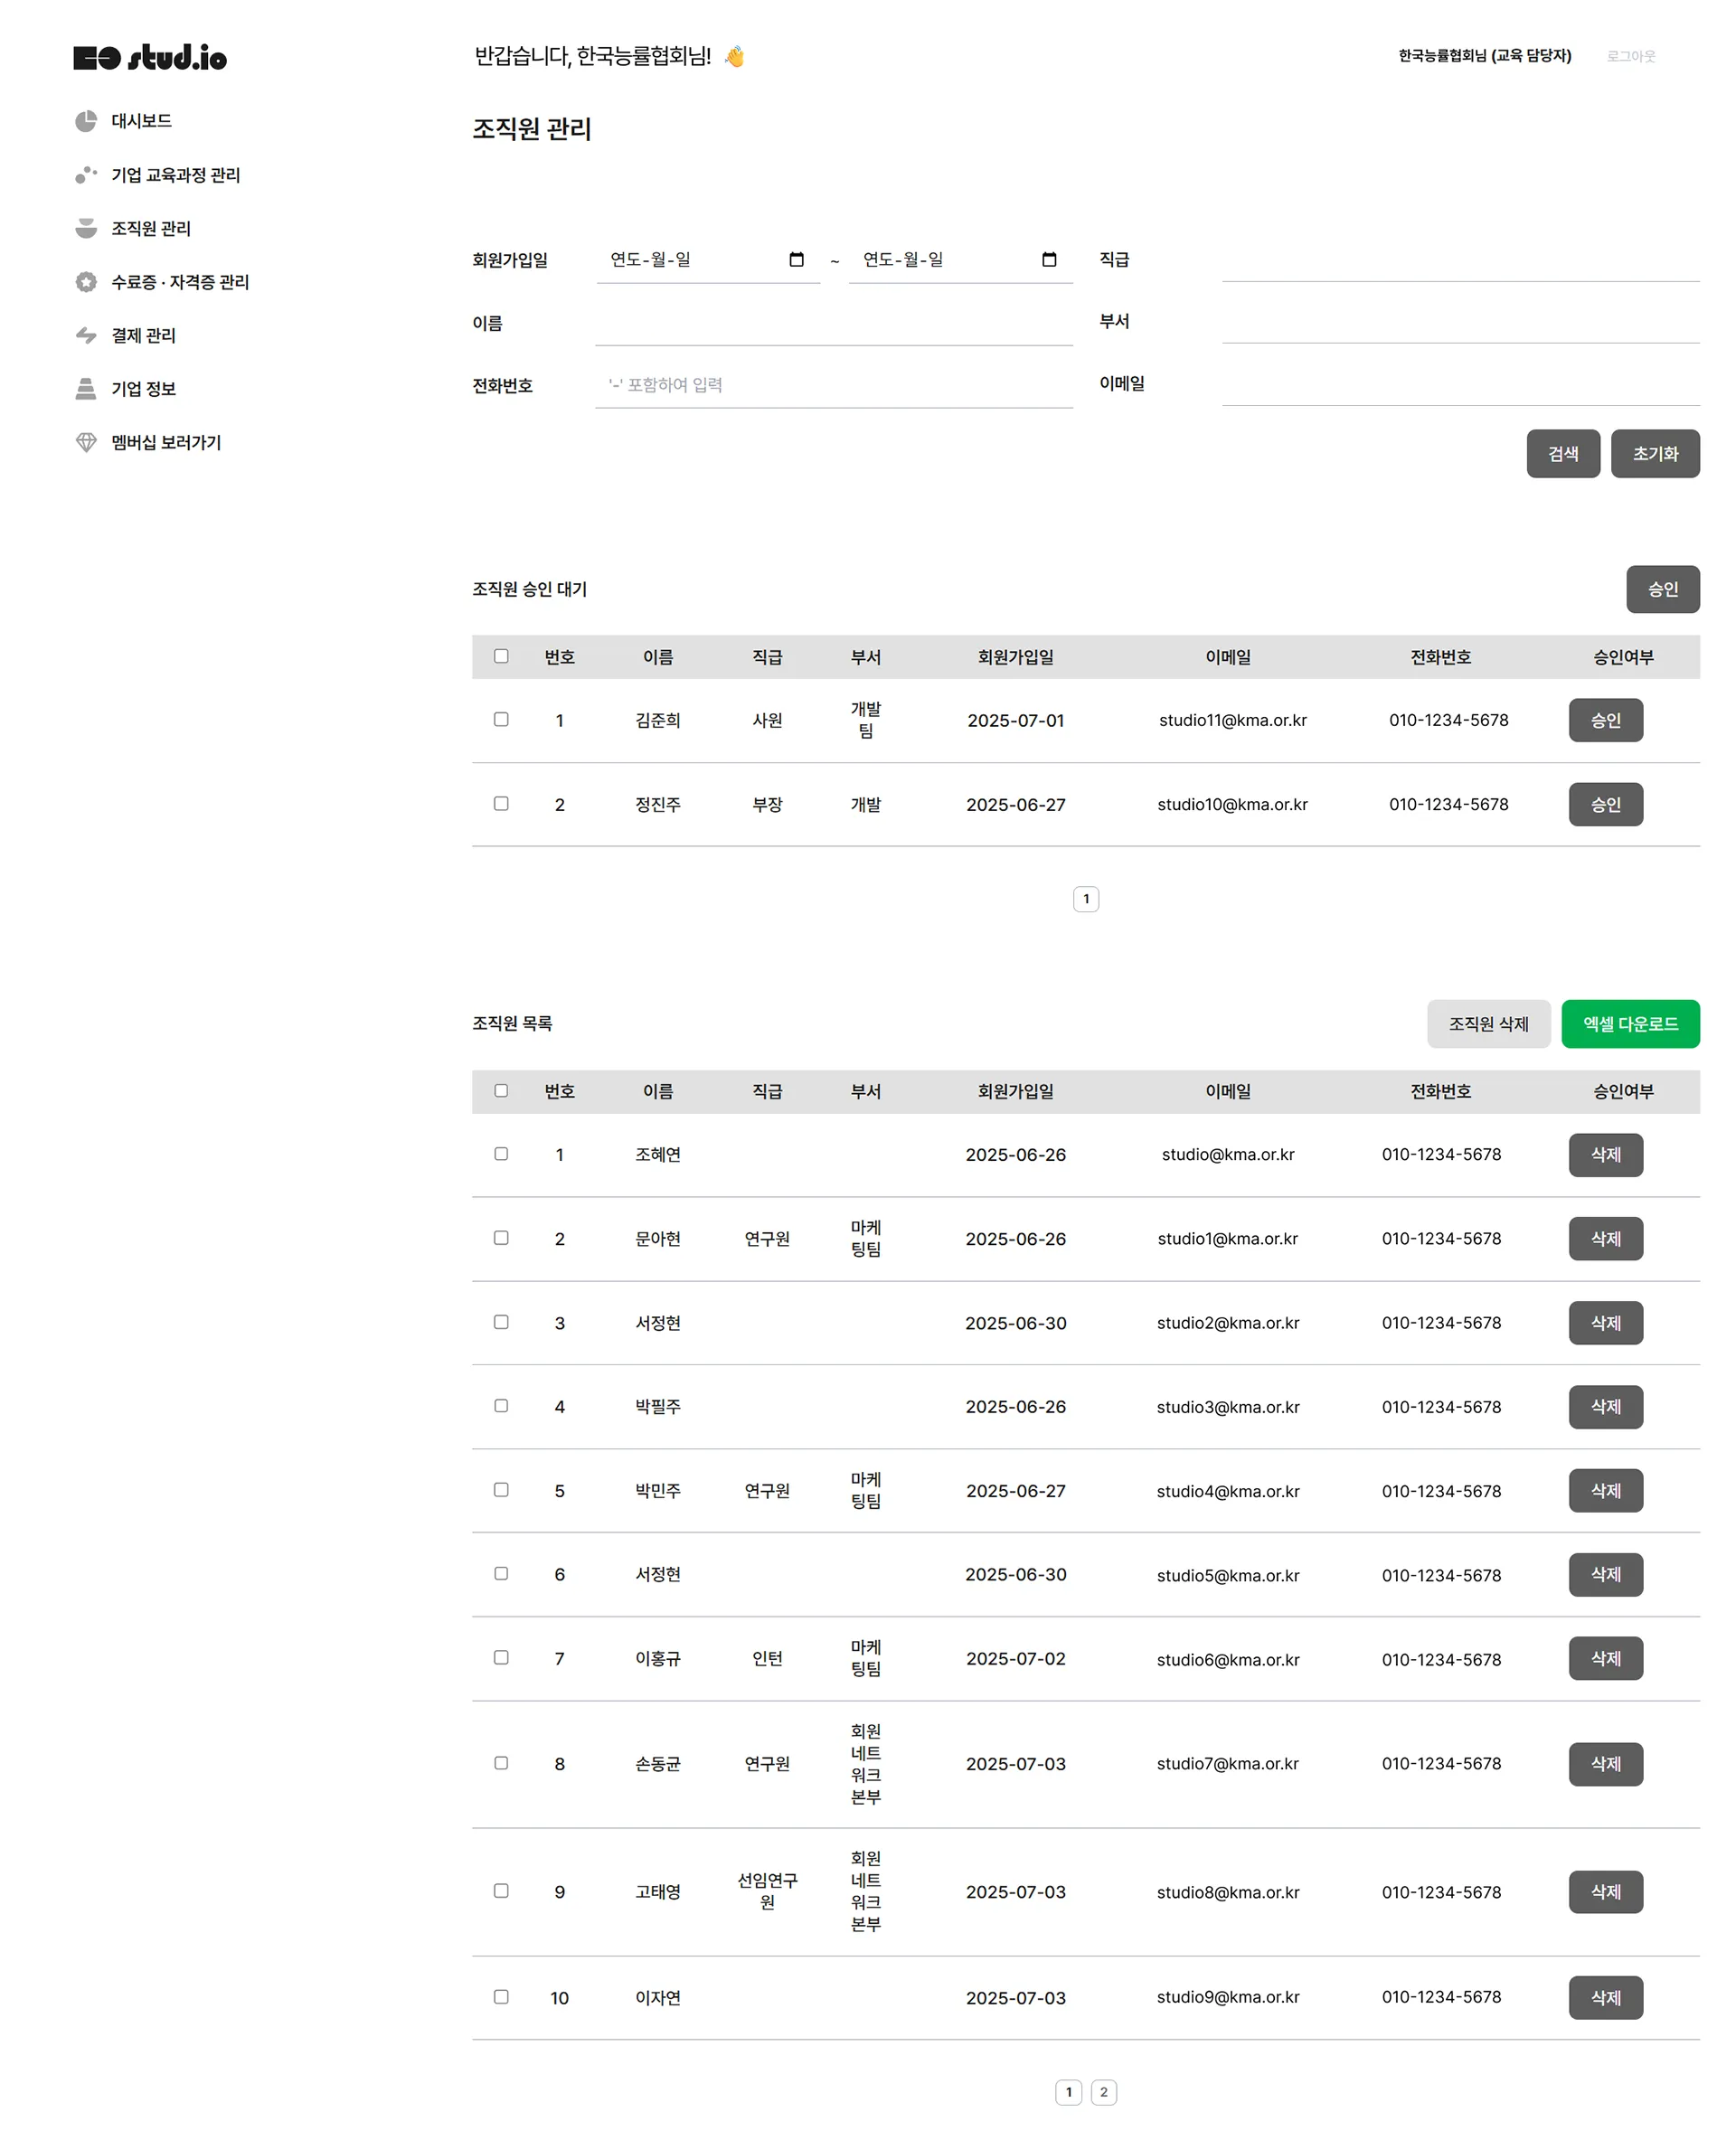 stud.io
반갑습니다, 한국능률협회님! 👋
한국능률협회님 (교육 담당자) 로그아웃
대시보드
기업 교육과정 관리
조직원 관리
수료증 · 자격증 관리
결제 관리
기업 정보
멤버십 보러가기
조직원 관리
회원가입일 연도-월-일 ~ 연도-월-일 직급
이름 부서
전화번호 '-' 포함하여 입력 이메일
검색 초기화
조직원 승인 대기 승인
번호 이름 직급 부서 회원가입일 이메일 전화번호 승인여부
1 김준희 사원 개발팀 2025-07-01 studio11@kma.or.kr 010-1234-5678 승인
2 정진주 부장 개발 2025-06-27 studio10@kma.or.kr 010-1234-5678 승인
1
조직원 목록 조직원 삭제 엑셀 다운로드
번호 이름 직급 부서 회원가입일 이메일 전화번호 승인여부
1 조혜연 2025-06-26 studio@kma.or.kr 010-1234-5678 삭제
2 문아현 연구원 마케팅팀 2025-06-26 studio1@kma.or.kr 010-1234-5678 삭제
3 서정현 2025-06-30 studio2@kma.or.kr 010-1234-5678 삭제
4 박필주 2025-06-26 studio3@kma.or.kr 010-1234-5678 삭제
5 박민주 연구원 마케팅팀 2025-06-27 studio4@kma.or.kr 010-1234-5678 삭제
6 서정현 2025-06-30 studio5@kma.or.kr 010-1234-5678 삭제
7 이홍규 인턴 마케팅팀 2025-07-02 studio6@kma.or.kr 010-1234-5678 삭제
8 손동균 연구원 회원네트워크본부 2025-07-03 studio7@kma.or.kr 010-1234-5678 삭제
9 고태영 선임연구원 회원네트워크본부 2025-07-03 studio8@kma.or.kr 010-1234-5678 삭제
10 이자연 2025-07-03 studio9@kma.or.kr 010-1234-5678 삭제
1 2